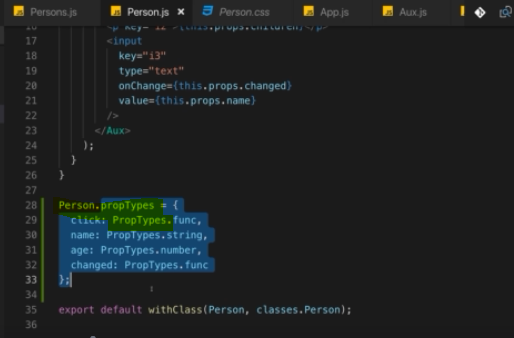 Persons.js Person.js × Person.css App.js Aux.js
16 <p key="i2">{this.props.children}</p>
17 <input
18 key="i3"
19 type="text"
20 onChange={this.props.changed}
21 value={this.props.name}
22 />
23 </Aux>
24 );
25 }
26 }
27
28 Person.propTypes = {
29 click: PropTypes.func,
30 name: PropTypes.string,
31 age: PropTypes.number,
32 changed: PropTypes.func
33 };
34
35 export default withClass(Person, classes.Person);
36